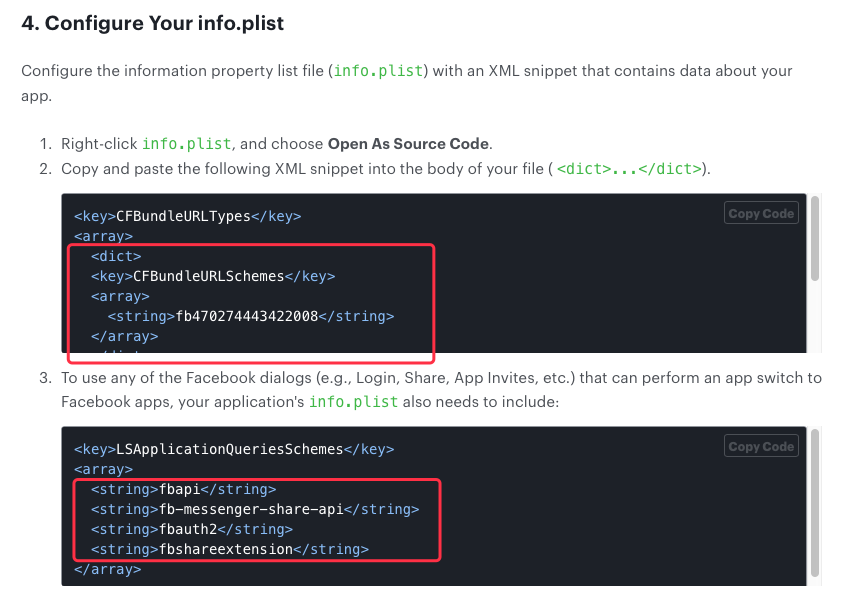 4. Configure Your info.plist
Configure the information property list file (info.plist) with an XML snippet that contains data about your
app.
1. Right-click info.plist, and choose Open As Source Code.
2. Copy and paste the following XML snippet into the body of your file ( <dict>...</dict>).
Copy Code
<key>CFBundleURLTypes</key>
<array>
<dict>
<key>CFBundleURLSchemes</key>
<array>
<string>fb470274443422008</string>
</array>
3. To use any of the Facebook dialogs (e.g., Login, Share, App Invites, etc.) that can perform an app switch to
Facebook apps, your application's info.plist also needs to include:
Copy Code
<key>LSApplicationQueriesSchemes</key>
<array>
<string>fbapi</string>
<string>fb-messenger-share-api</string>
<string>fbauth2</string>
<string>fbshareextension</string>
</array>